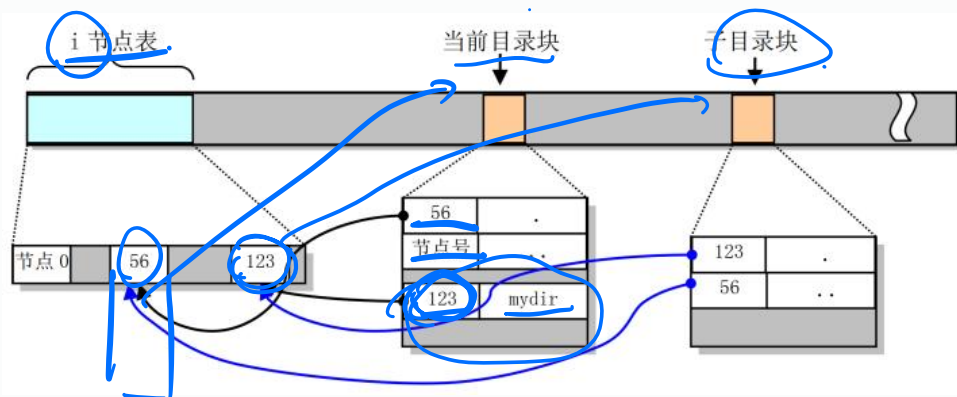 i 节点表
当前目录块
子目录块
节点 0
56
123
56 .
节点号 ..
123 mydir
123 .
56 ..